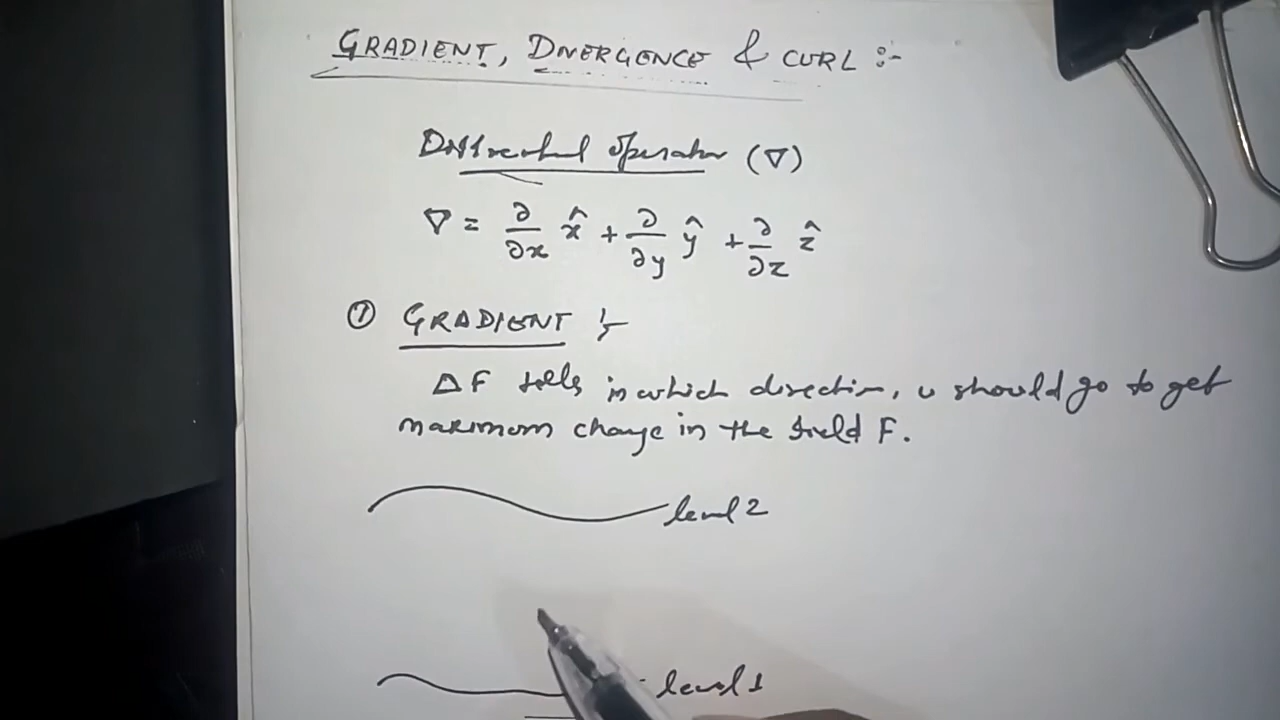 GRADIENT, DIVERGENCE & CURL :-
Differential operator (∇)
∇ = ∂/∂x x̂ + ∂/∂y ŷ + ∂/∂z ẑ
① GRADIENT :-
ΔF tells in which direction, u should go to get
maximum change in the field F.
level 2
level 1